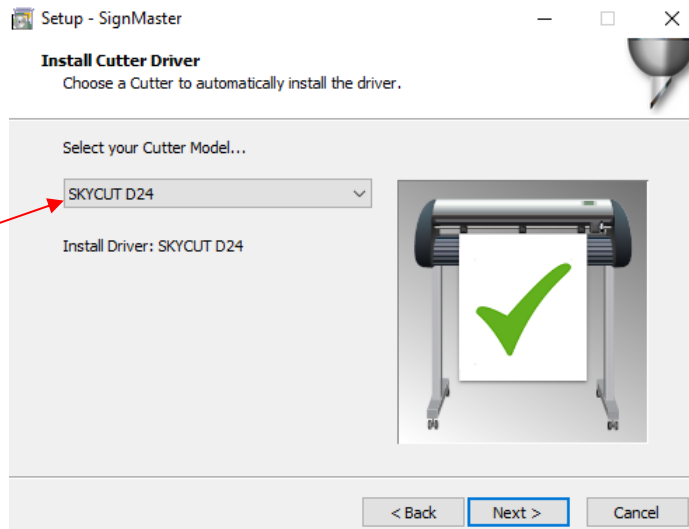 Setup - SignMaster
Install Cutter Driver
Choose a Cutter to automatically install the driver.
Select your Cutter Model...
SKYCUT D24
Install Driver: SKYCUT D24
< Back
Next >
Cancel